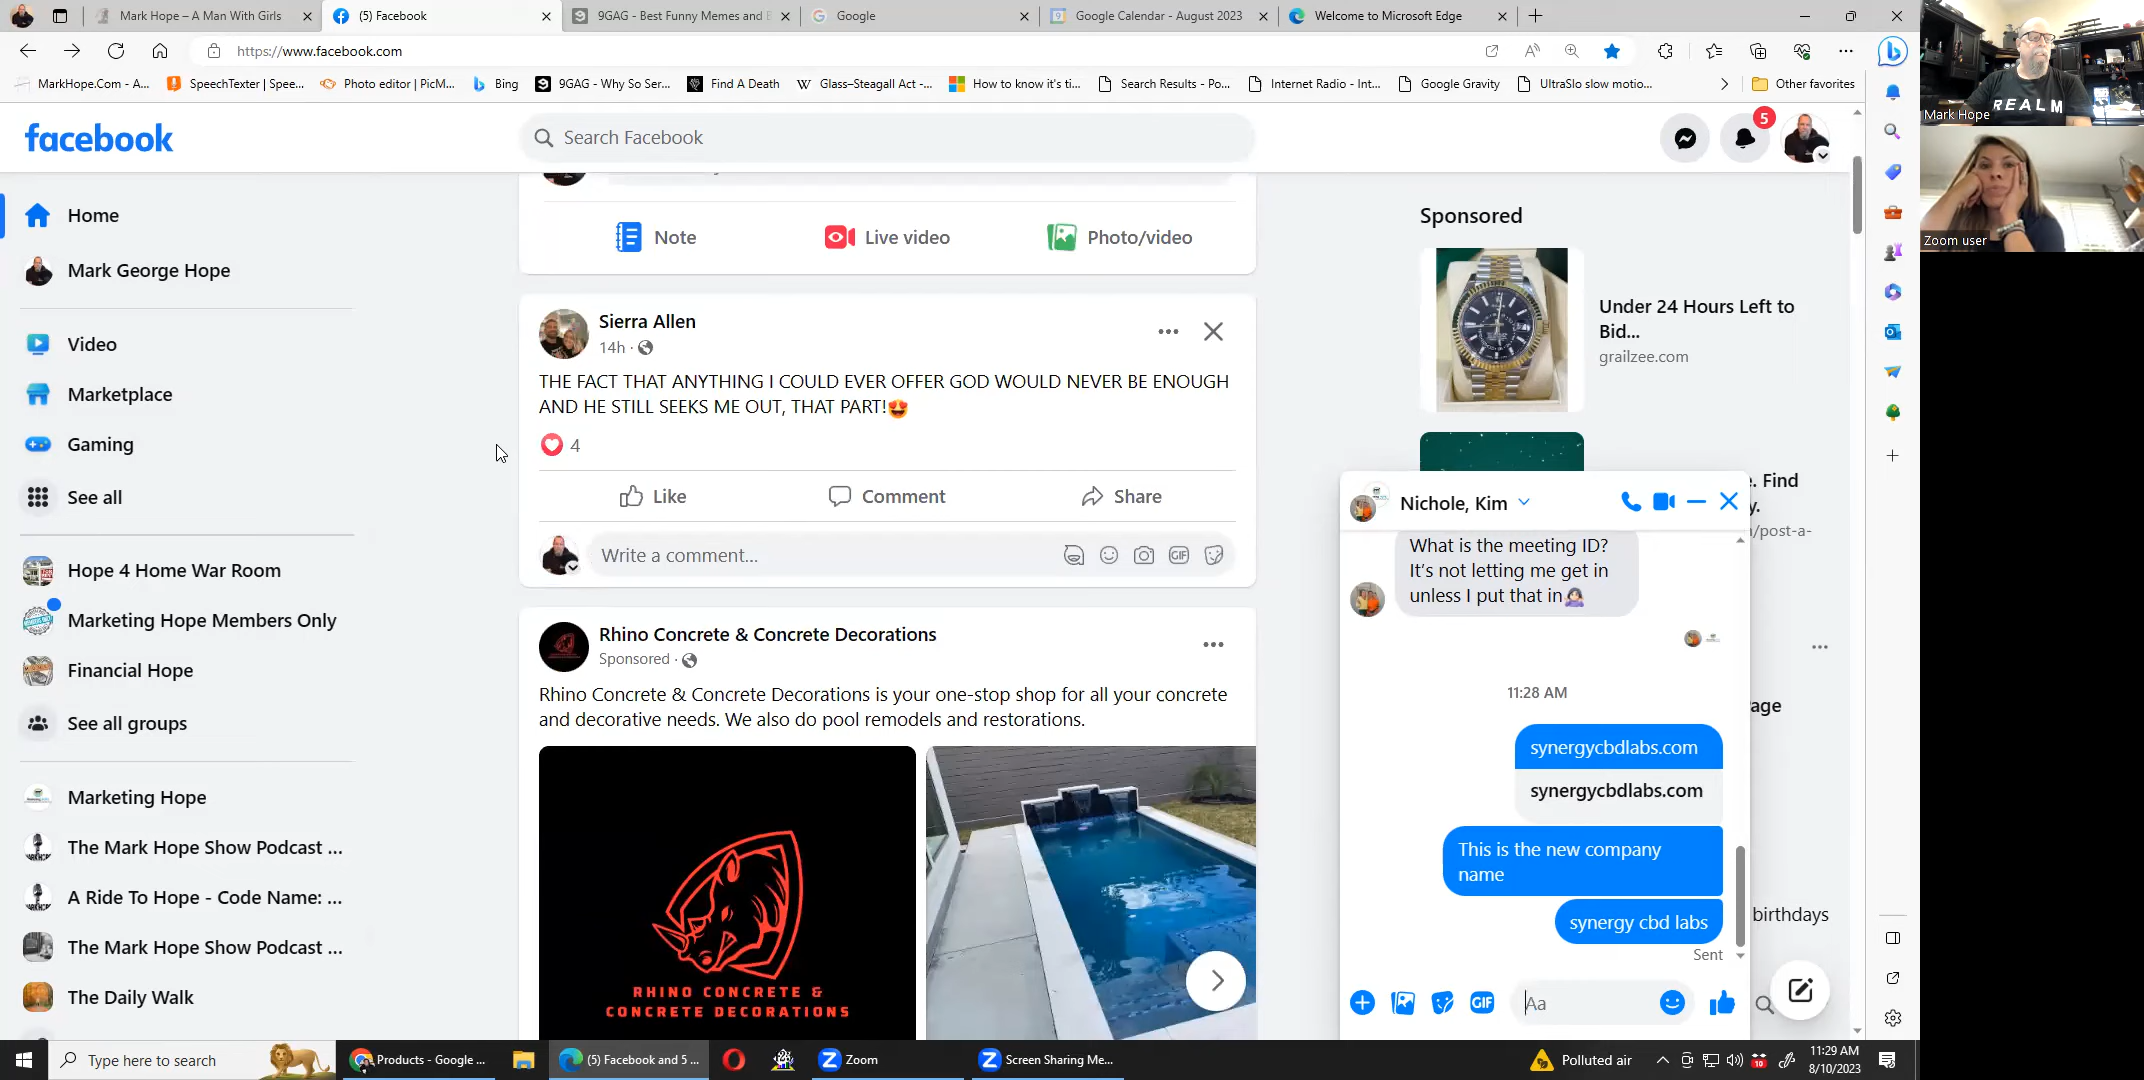 Mark Hope – A Man With Girls
(5) Facebook
9GAG - Best Funny Memes and
Google
Google Calendar - August 2023
Welcome to Microsoft Edge
https://www.facebook.com
MarkHope.Com - A...
SpeechTexter | Spee...
Photo editor | PicM...
Bing
9GAG - Why So Ser...
Find A Death
Glass–Steagall Act -...
How to know it's ti...
Search Results - Po...
Internet Radio - Int...
Google Gravity
UltraSlo slow motio...
Other favorites
facebook
Search Facebook
5
Home
Mark George Hope
Video
Marketplace
Gaming
See all
Hope 4 Home War Room
Marketing Hope Members Only
Financial Hope
See all groups
Marketing Hope
The Mark Hope Show Podcast ...
A Ride To Hope - Code Name: ...
The Mark Hope Show Podcast ...
The Daily Walk
Note
Live video
Photo/video
Sierra Allen
14h ·
THE FACT THAT ANYTHING I COULD EVER OFFER GOD WOULD NEVER BE ENOUGH
AND HE STILL SEEKS ME OUT, THAT PART!😍
4
Like
Comment
Share
Write a comment...
GIF
Rhino Concrete & Concrete Decorations
Sponsored ·
Rhino Concrete & Concrete Decorations is your one-stop shop for all your concrete
and decorative needs. We also do pool remodels and restorations.
RHINO CONCRETE &
CONCRETE DECORATIONS
Sponsored
Under 24 Hours Left to
Bid...
grailzee.com
. Find
y.
/post-a-
age
birthdays
Nichole, Kim
What is the meeting ID?
It's not letting me get in
unless I put that in🤷🏻‍♀️
11:28 AM
synergycbdlabs.com
synergycbdlabs.com
This is the new company
name
synergy cbd labs
Sent
GIF
Aa
REALM
Mark Hope
Zoom user
Type here to search
Products - Google ...
(5) Facebook and 5 ...
Zoom
Screen Sharing Me...
Polluted air
10
11:29 AM
8/10/2023